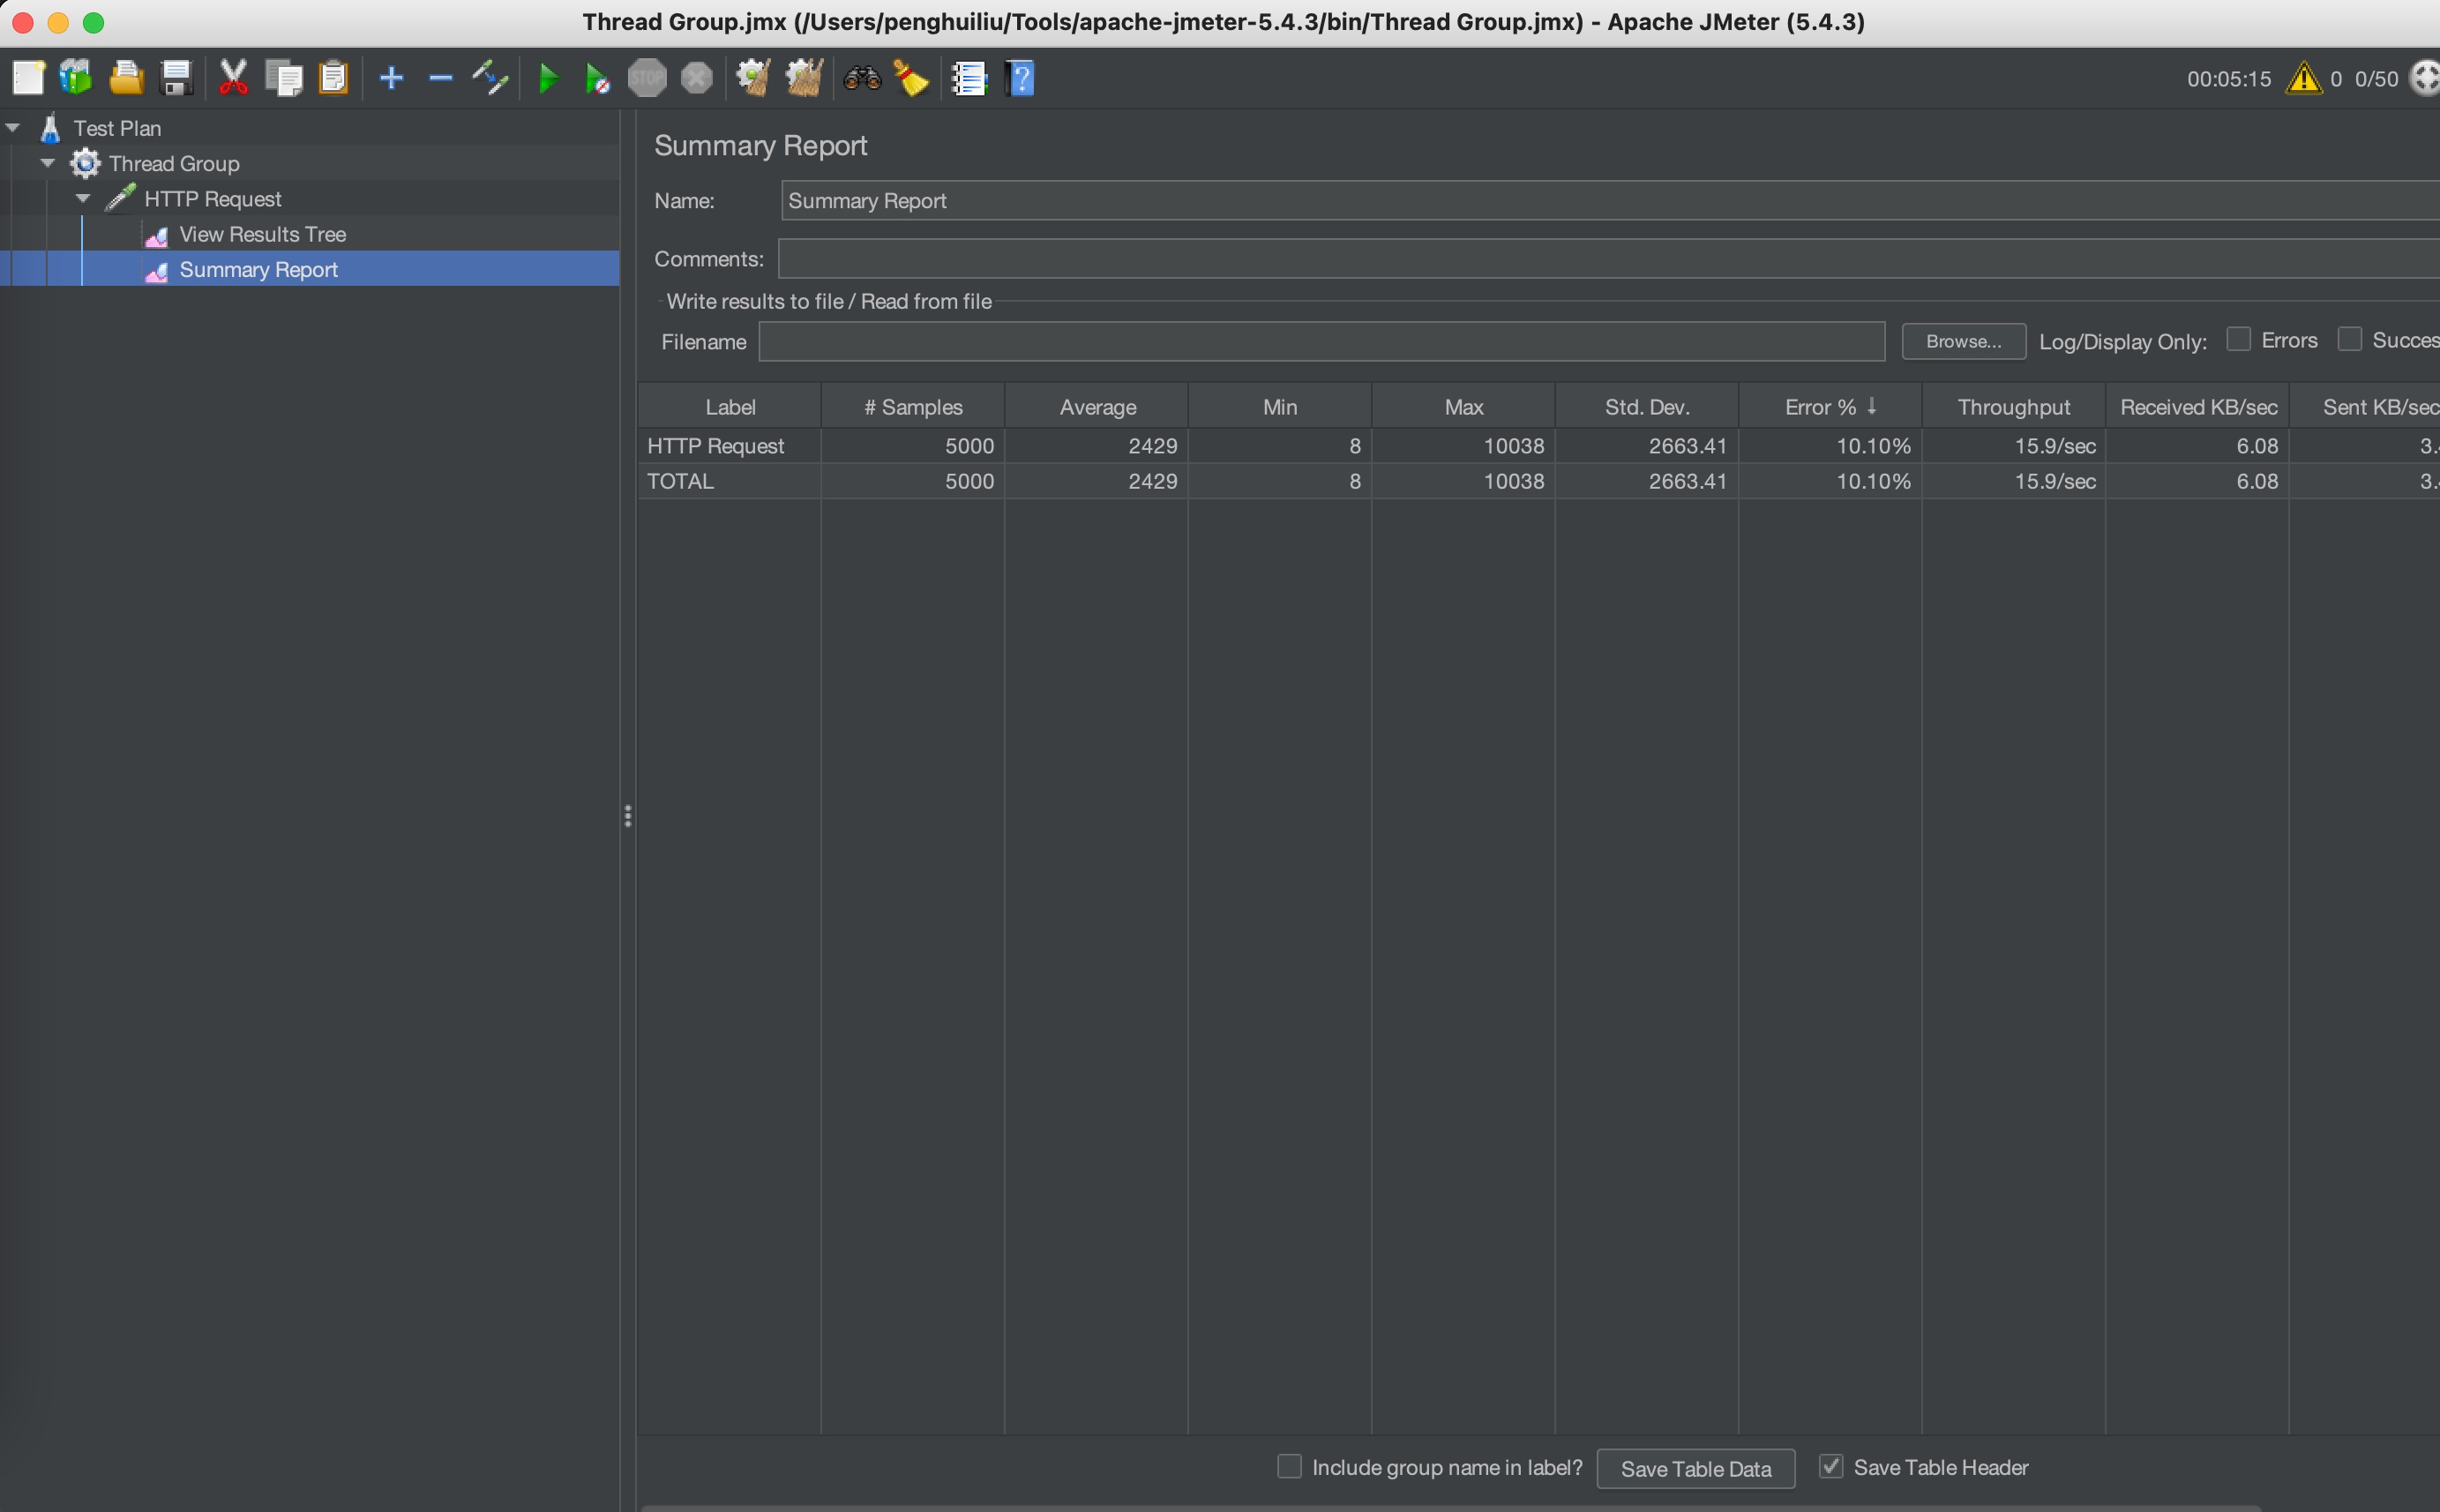 Thread Group.jmx (/Users/penghuiliu/Tools/apache-jmeter-5.4.3/bin/Thread Group.jmx) - Apache JMeter (5.4.3)
STOP
00:05:15 0 0/50
Test Plan
Thread Group
HTTP Request
View Results Tree
Summary Report
Summary Report
Name: Summary Report
Comments:
Write results to file / Read from file
Filename Browse... Log/Display Only: Errors Succes
Label # Samples Average Min Max Std. Dev. Error % ↓ Throughput Received KB/sec Sent KB/sec
HTTP Request 5000 2429 8 10038 2663.41 10.10% 15.9/sec 6.08 3.
TOTAL 5000 2429 8 10038 2663.41 10.10% 15.9/sec 6.08 3.
Include group name in label? Save Table Data Save Table Header